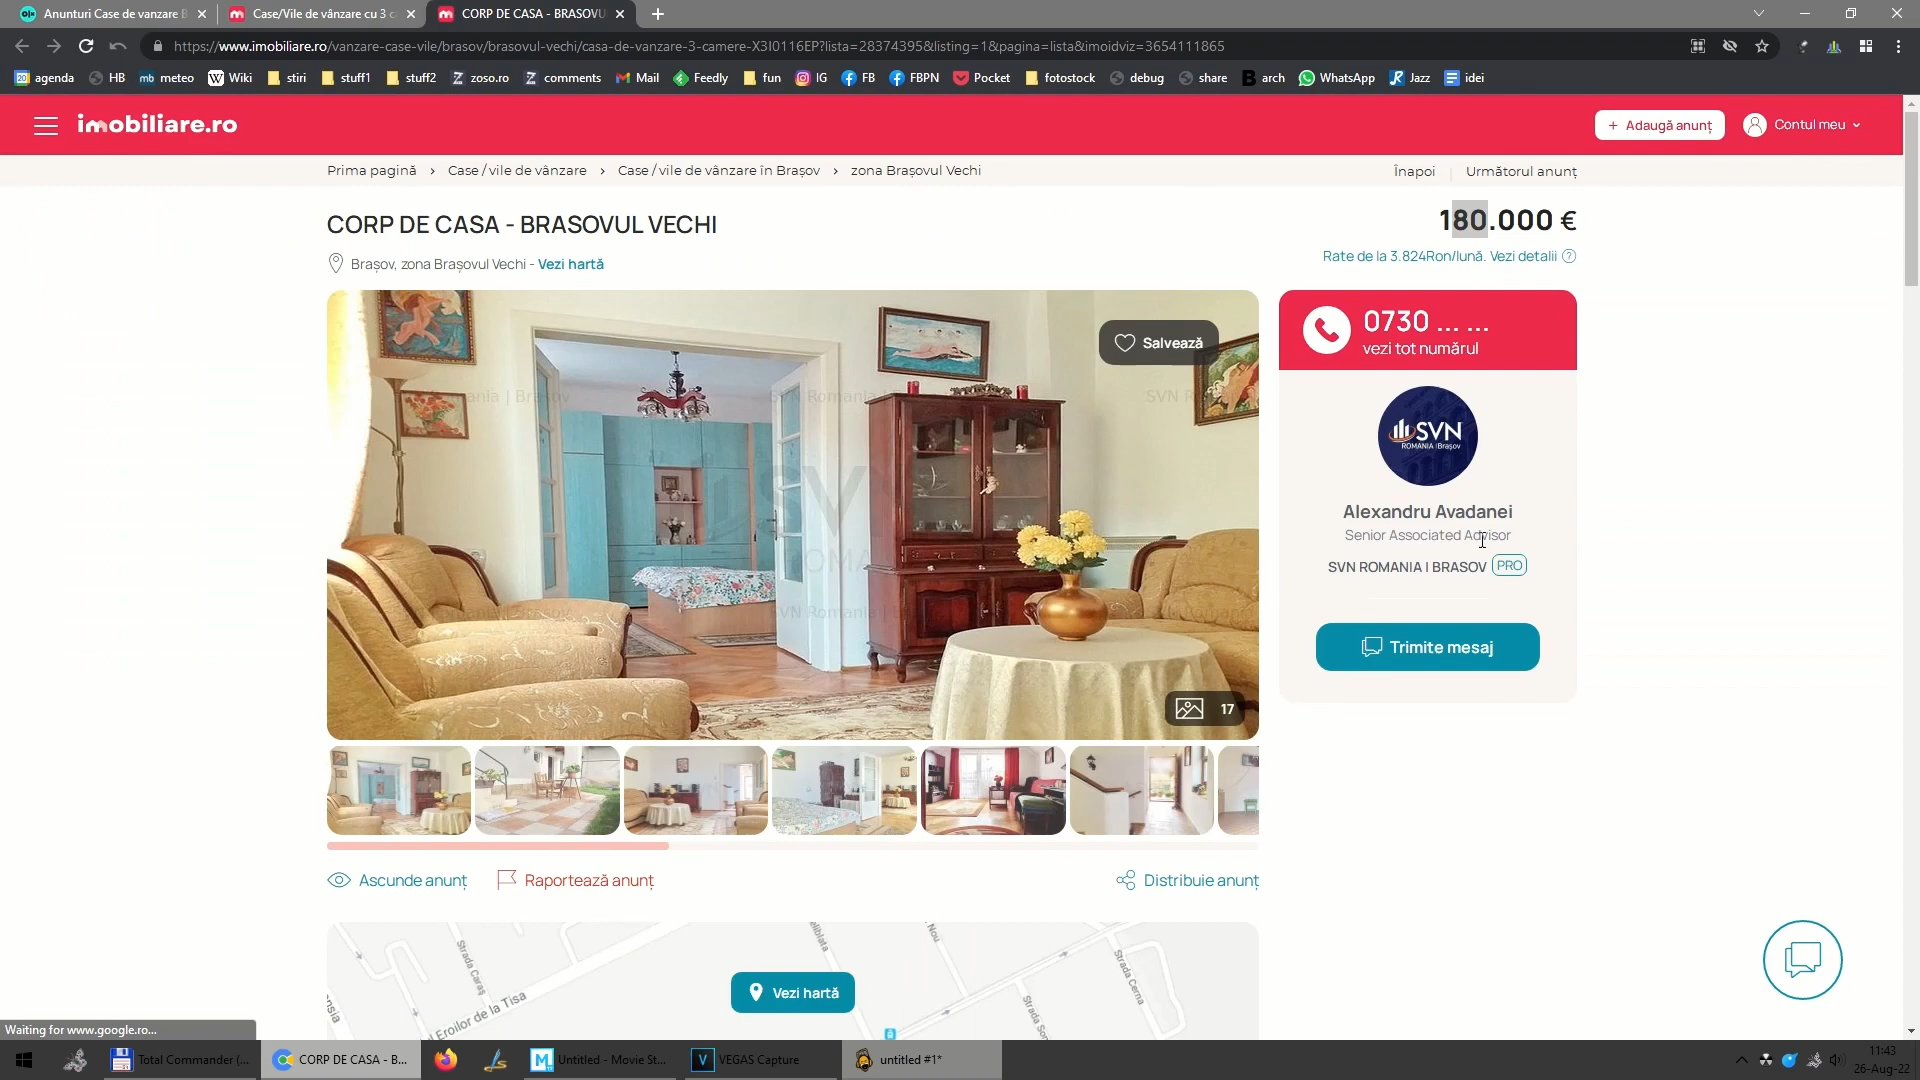 Anunturi Case de vanzare B
Case/Vile de vânzare cu 3 c
CORP DE CASA - BRASOVU
https://www.imobiliare.ro/vanzare-case-vile/brasov/brasovul-vechi/casa-de-vanzare-3-camere-X3I0116EP?lista=28374395&listing=1&pagina=lista&imoidviz=3654111865
agenda HB mb meteo Wiki stiri stuff1 stuff2 zoso.ro comments Mail Feedly fun IG FB FBPN Pocket fotostock debug share arch WhatsApp Jazz idei
imobiliare.ro
+ Adaugă anunț
Contul meu
Prima pagină > Case / vile de vânzare > Case / vile de vânzare în Brașov > zona Brașovul Vechi
Înapoi | Următorul anunț
CORP DE CASA - BRASOVUL VECHI
180.000 €
Brașov, zona Brașovul Vechi - Vezi hartă
Rate de la 3.824Ron/lună. Vezi detalii ?
Salvează
0730 ... ...
vezi tot numărul
SVN
ROMANIA | Brașov
Alexandru Avadanei
Senior Associated Advisor
SVN ROMANIA I BRASOV PRO
Trimite mesaj
17
Ascunde anunț
Raportează anunț
Distribuie anunț
Strada Caraș
Strada Cerna
l Eroilor de la Tisa
Vezi hartă
Waiting for www.google.ro...
Total Commander (...
CORP DE CASA - B...
Untitled - Movie St...
VEGAS Capture
untitled #1*
11:43
26-Aug-22